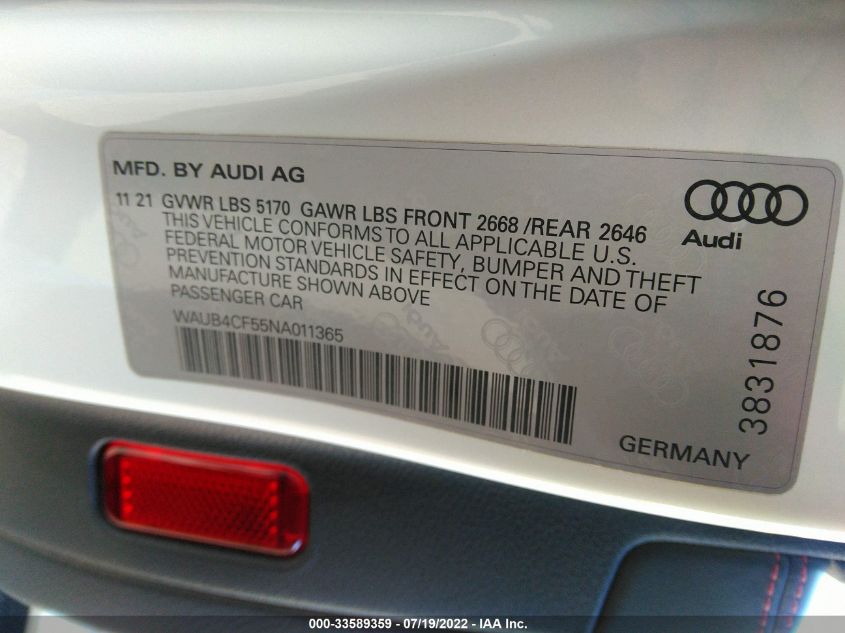 MFD. BY AUDI AG
11 21 GVWR LBS 5170 GAWR LBS FRONT 2668 /REAR 2646
THIS VEHICLE CONFORMS TO ALL APPLICABLE U.S.
FEDERAL MOTOR VEHICLE SAFETY, BUMPER AND THEFT
PREVENTION STANDARDS IN EFFECT ON THE DATE OF
MANUFACTURE SHOWN ABOVE
PASSENGER CAR
WAUB4CF55NA011365
Audi
3831876
GERMANY
000-33589359 - 07/19/2022 - IAA Inc.